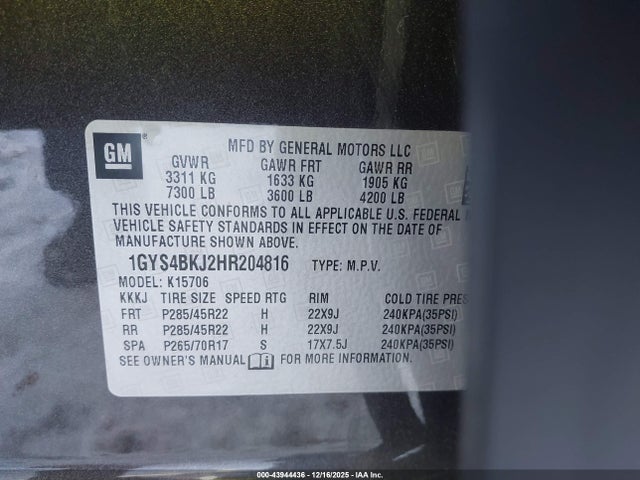 GM
MFD BY GENERAL MOTORS LLC
GVWR GAWR FRT GAWR RR
3311 KG 1633 KG 1905 KG
7300 LB 3600 LB 4200 LB
THIS VEHICLE CONFORMS TO ALL APPLICABLE U.S. FEDERAL
VEHICLE SAFETY STANDARDS IN EFFECT ON THE DATE OF
MANUFACTURE SHOWN ABOVE.
1GYS4BKJ2HR204816 TYPE: M.P.V.
MODEL: K15706
KKKJ TIRE SIZE SPEED RTG RIM COLD TIRE PRES
FRT P285/45R22 H 22X9J 240KPA(35PSI)
RR P285/45R22 H 22X9J 240KPA(35PSI)
SPA P265/70R17 S 17X7.5J 240KPA(35PSI)
SEE OWNER'S MANUAL FOR MORE INFORMATION.
000-43944436 - 12/16/2025 - IAA Inc.